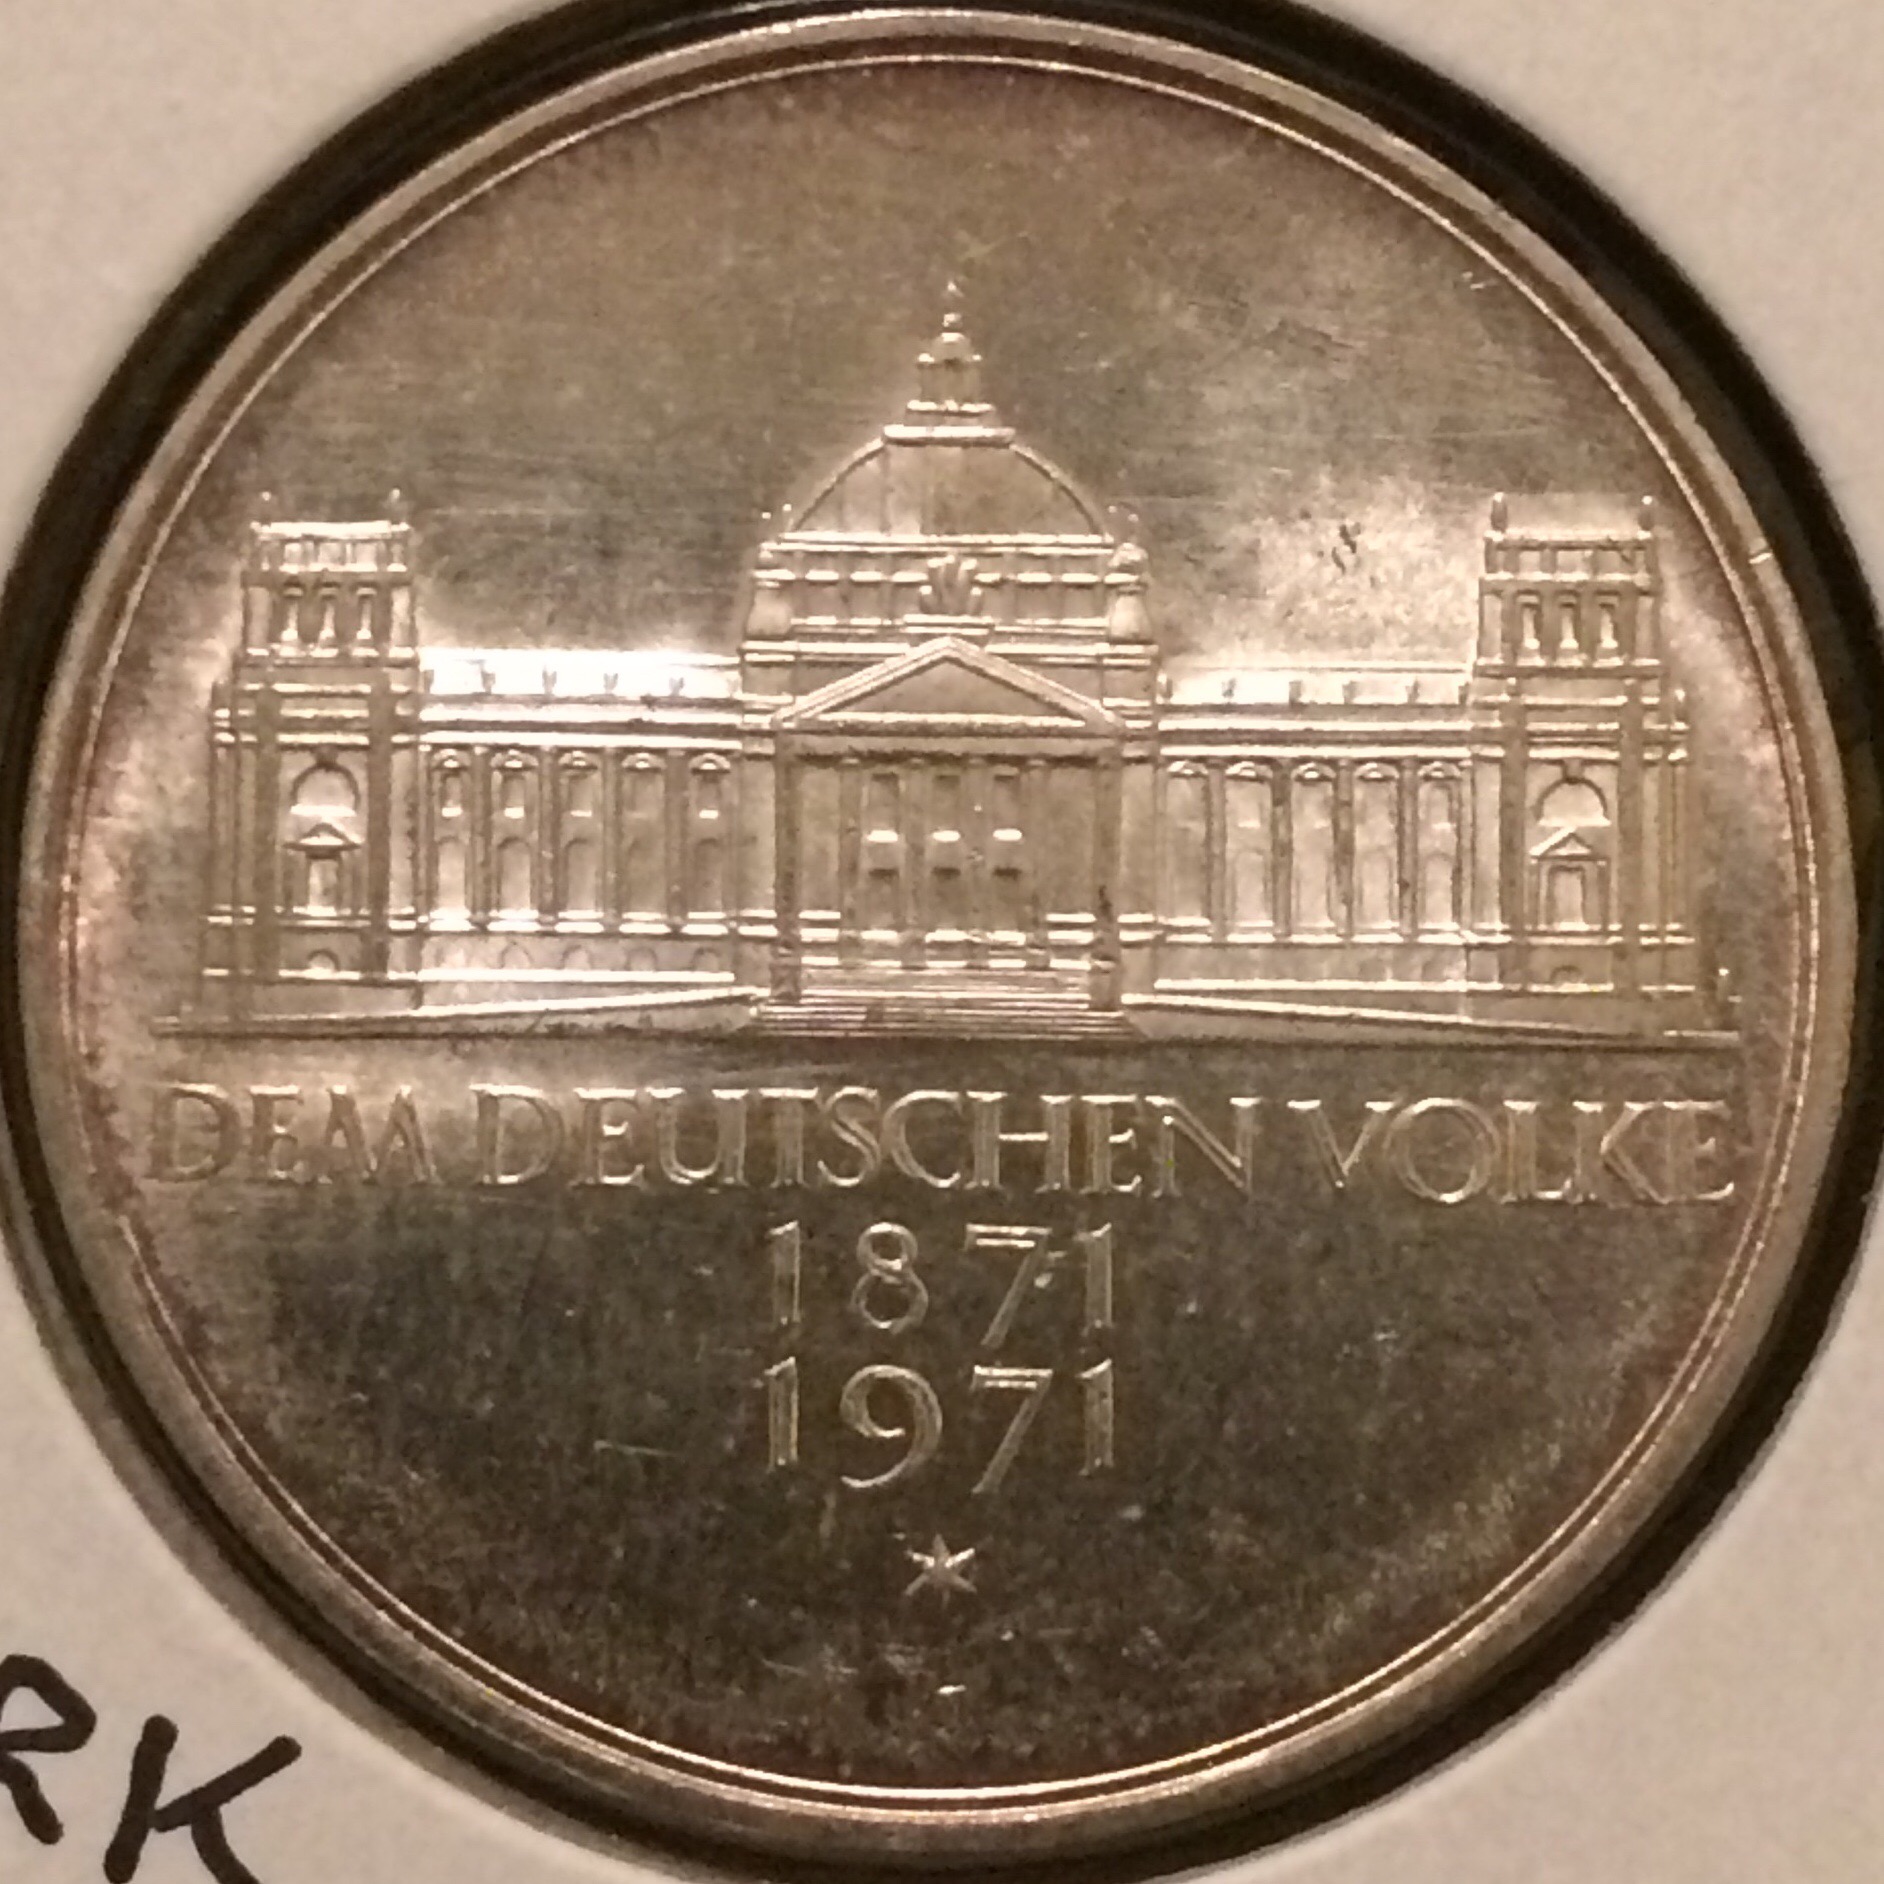 DEM DEUTSCHEN VOLKE
1871
1971
RK